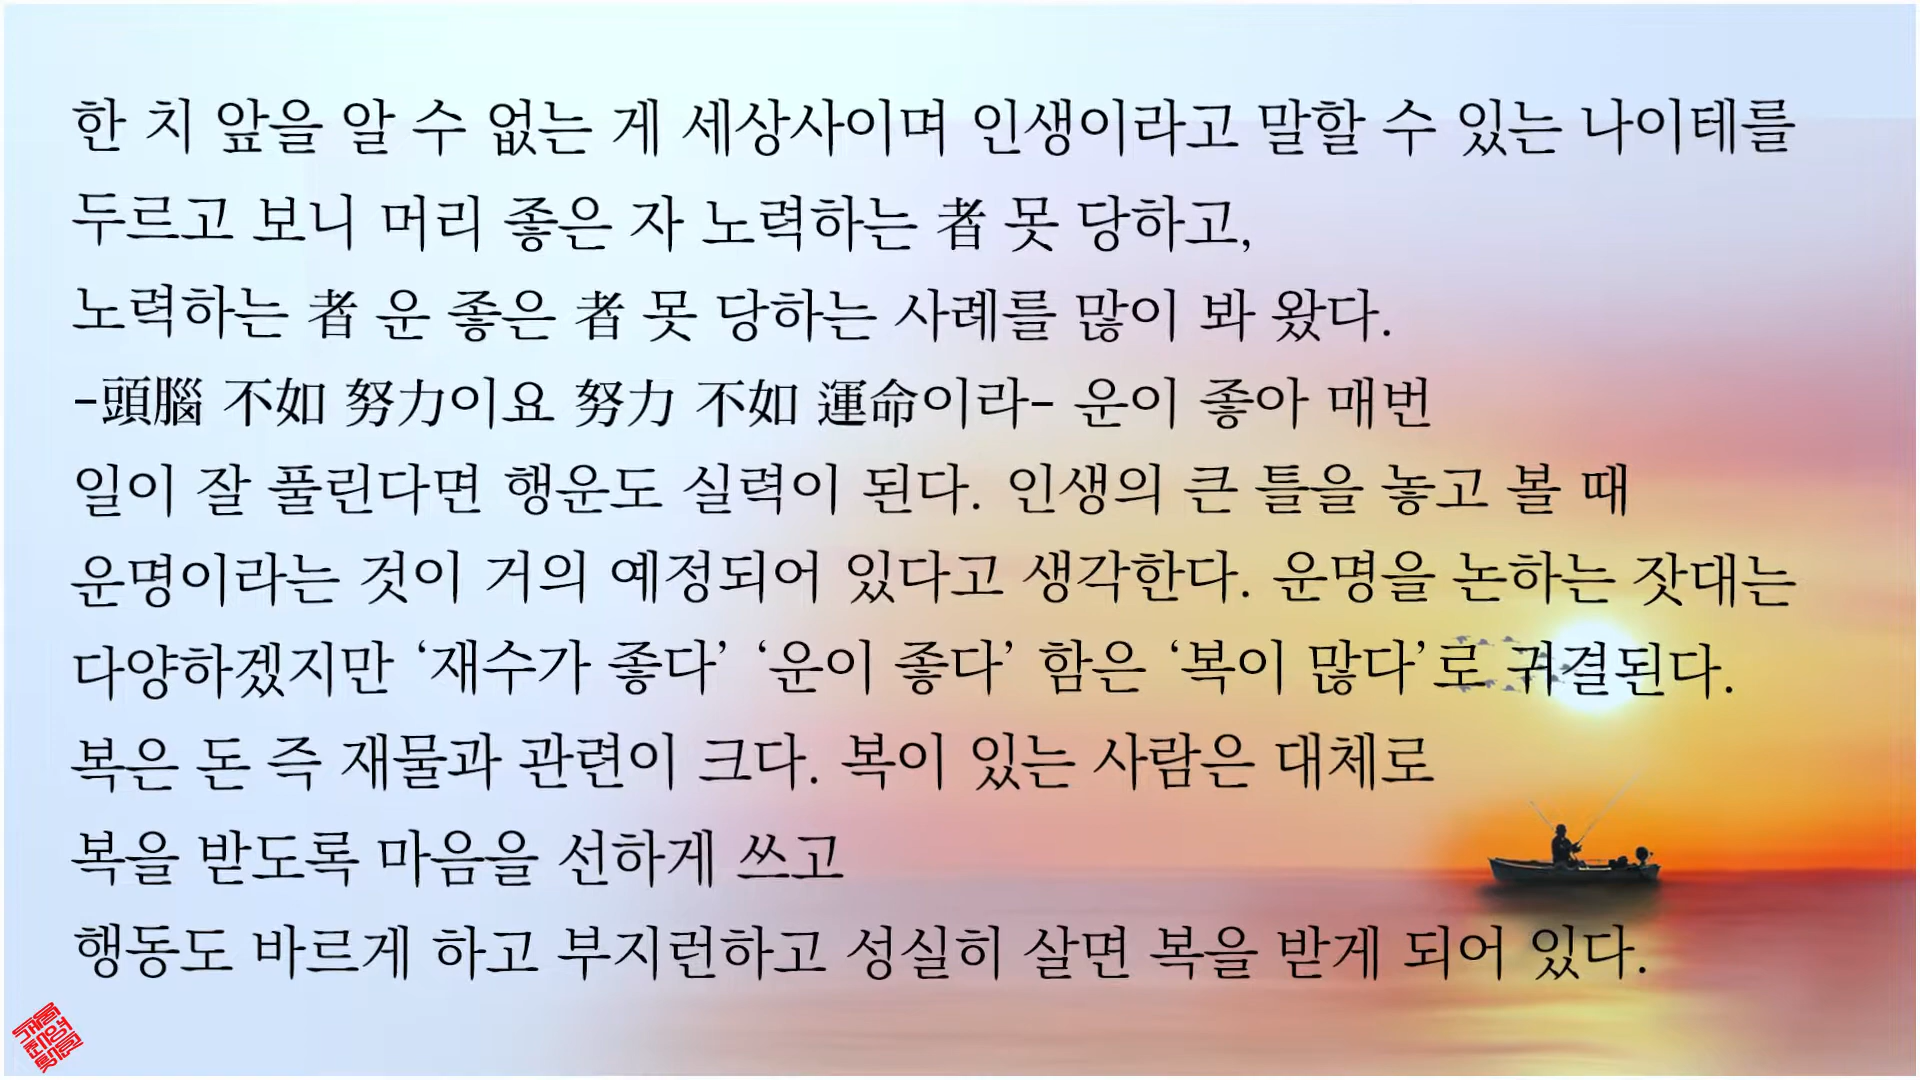 한 치 앞을 알 수 없는 게 세상사이며 인생이라고 말할 수 있는 나이테를
두르고 보니 머리 좋은 자 노력하는 者 못 당하고,
노력하는 者 운 좋은 者 못 당하는 사례를 많이 봐 왔다.
-頭腦 不如 努力이요 努力 不如 運命이라- 운이 좋아 매번
일이 잘 풀린다면 행운도 실력이 된다. 인생의 큰 틀을 놓고 볼 때
운명이라는 것이 거의 예정되어 있다고 생각한다. 운명을 논하는 잣대는
다양하겠지만 ‘재수가 좋다’ ‘운이 좋다’ 함은 ‘복이 많다’로 귀결된다.
복은 돈 즉 재물과 관련이 크다. 복이 있는 사람은 대체로
복을 받도록 마음을 선하게 쓰고
행동도 바르게 하고 부지런하고 성실히 살면 복을 받게 되어 있다.